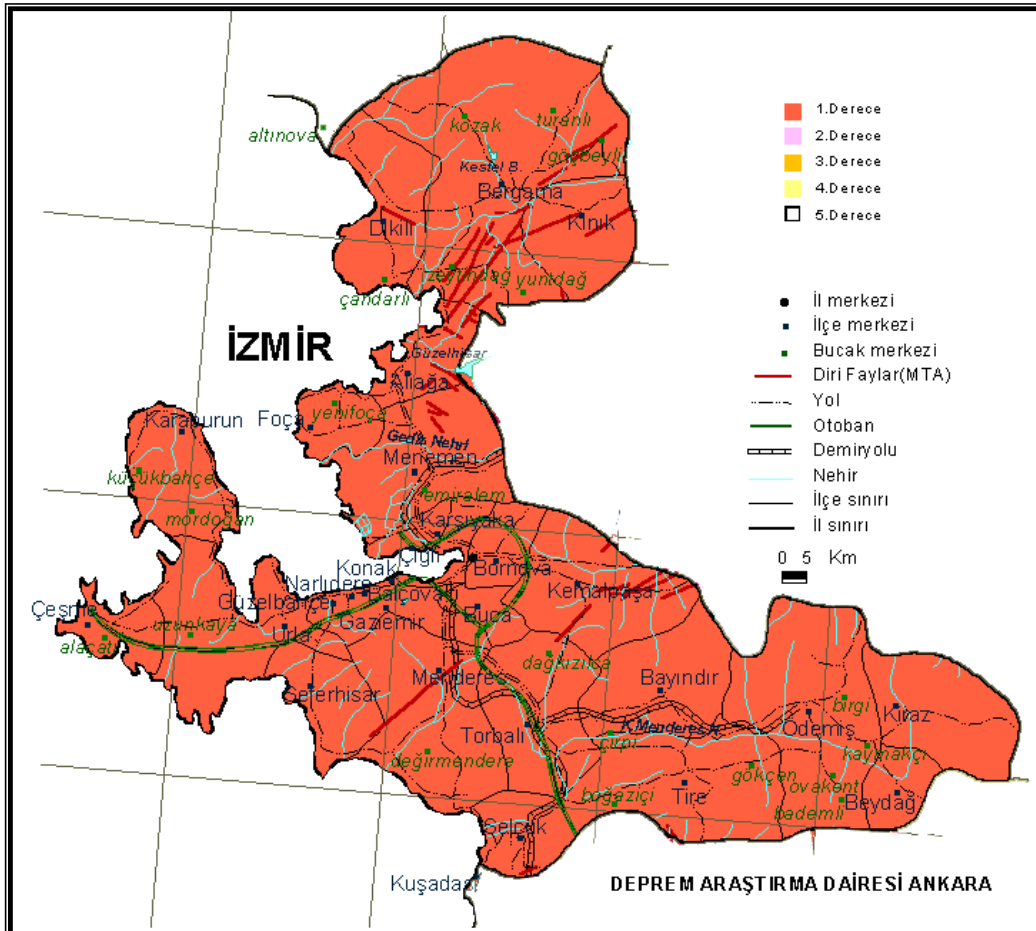 altınova
kozak
turanlı
göçbeyli
Kestel B.
Bergama
Dikili
Kınık
zeytindağ
yuntdağ
çandarlı
İZMİR
Güzelhisar
Aliağa
yenifoça
Foça
Karaburun
Gediz Nehri
Menemen
küçükbahçe
emiralem
mordoğan
Karşıyaka
Çiğli
Konak
Bornova
Narlıdere
Balçova
Kemalpaşa
Güzelbahçe
Çeşme
Gaziemir
Buca
uzunkaya
Urla
alaçatı
dağkızılca
Menderes
Seferhisar
Bayındır
birgi
Kiraz
Ödemiş
Torbalı
K.Menderes N.
çırpı
kaymakçı
değirmendere
gökçen
ovakent
boğaziçi
Tire
Beydağ
bademli
Selçuk
Kuşadası
1.Derece
2.Derece
3.Derece
4.Derece
5.Derece
İl merkezi
İlçe merkezi
Bucak merkezi
Diri Faylar(MTA)
Yol
Otoban
Demiryolu
Nehir
İlçe sınırı
İl sınırı
0 5 Km
DEPREM ARAŞTIRMA DAİRESİ ANKARA